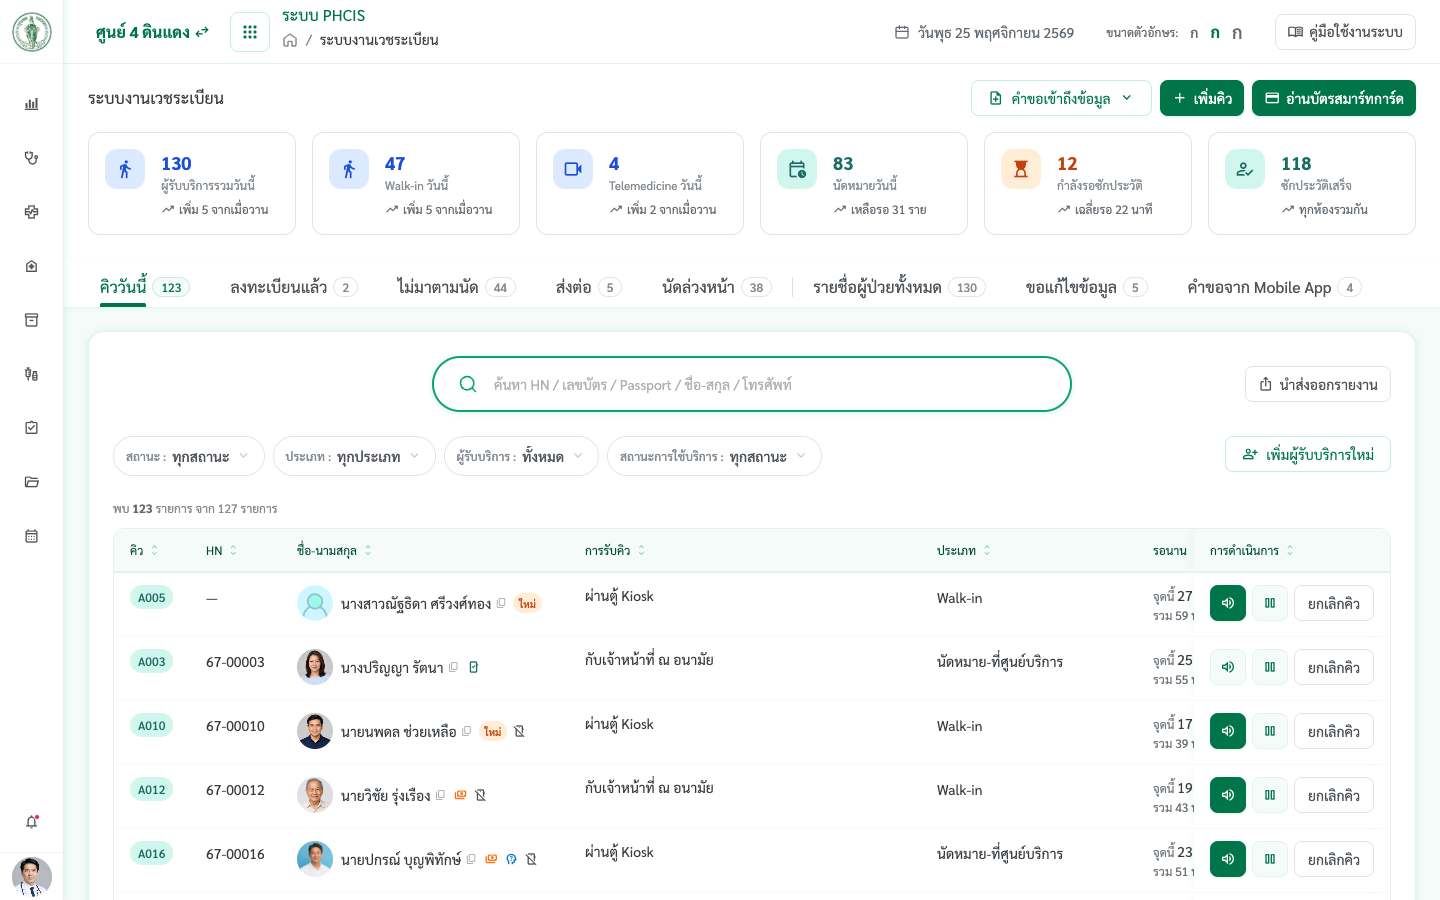 ศูนย์ 4 ดินแดง
ระบบ PHCIS
/ ระบบงานเวชระเบียน
วันพุธ 25 พฤศจิกายน 2569
ขนาดตัวอักษร: ก ก ก
คู่มือใช้งานระบบ
ระบบงานเวชระเบียน
คำขอเข้าถึงข้อมูล
+ เพิ่มคิว
อ่านบัตรสมาร์ทการ์ด
130
ผู้รับบริการรวมวันนี้
เพิ่ม 5 จากเมื่อวาน
47
Walk-in วันนี้
เพิ่ม 5 จากเมื่อวาน
4
Telemedicine วันนี้
เพิ่ม 2 จากเมื่อวาน
83
นัดหมายวันนี้
เหลือรอ 31 ราย
12
กำลังรอซักประวัติ
เฉลี่ยรอ 22 นาที
118
ซักประวัติเสร็จ
ทุกห้องรวมกัน
คิววันนี้ 123
ลงทะเบียนแล้ว 2
ไม่มาตามนัด 44
ส่งต่อ 5
นัดล่วงหน้า 38
รายชื่อผู้ป่วยทั้งหมด 130
ขอแก้ไขข้อมูล 5
คำขอจาก Mobile App 4
ค้นหา HN / เลขบัตร / Passport / ชื่อ-สกุล / โทรศัพท์
นำส่งออกรายงาน
สถานะ : ทุกสถานะ
ประเภท : ทุกประเภท
ผู้รับบริการ : ทั้งหมด
สถานะการใช้บริการ : ทุกสถานะ
เพิ่มผู้รับบริการใหม่
พบ 123 รายการ จาก 127 รายการ
คิว HN ชื่อ-นามสกุล การรับคิว ประเภท รอนาน การดำเนินการ
A005 — นางสาวณัฐธิดา ศรีวงศ์ทอง ใหม่ ผ่านตู้ Kiosk Walk-in จุดนี้ 27 ยกเลิกคิว
รวม 59
A003 67-00003 นางปริญญา รัตนา กับเจ้าหน้าที่ ณ อนามัย นัดหมาย-ที่ศูนย์บริการ จุดนี้ 25 ยกเลิกคิว
รวม 55
A010 67-00010 นายนพดล ช่วยเหลือ ใหม่ ผ่านตู้ Kiosk Walk-in จุดนี้ 17 ยกเลิกคิว
รวม 39
A012 67-00012 นายวิชัย รุ่งเรือง กับเจ้าหน้าที่ ณ อนามัย Walk-in จุดนี้ 19 ยกเลิกคิว
รวม 43
A016 67-00016 นายปกรณ์ บุญพิทักษ์ ผ่านตู้ Kiosk นัดหมาย-ที่ศูนย์บริการ จุดนี้ 23 ยกเลิกคิว
รวม 51